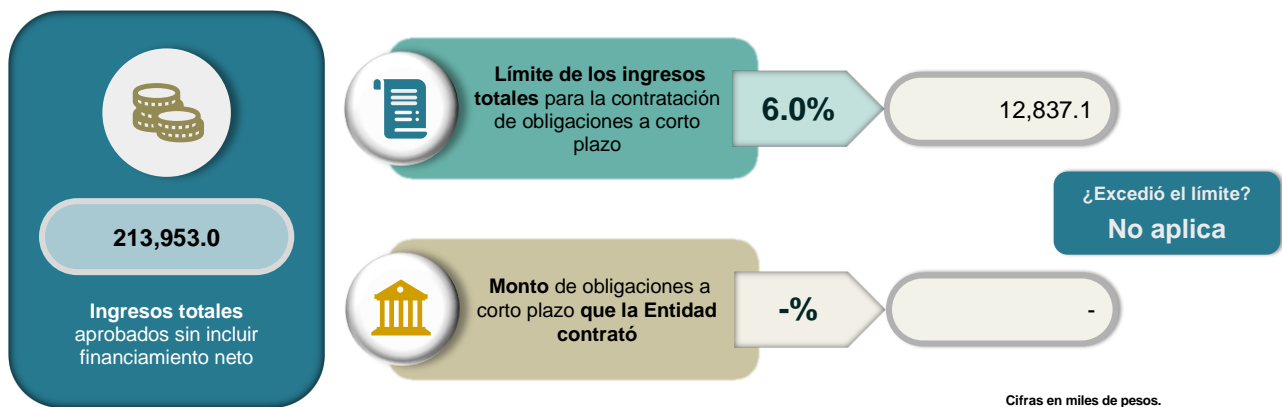 213,953.0
Ingresos totales
aprobados sin incluir
financiamiento neto
Límite de los ingresos
totales para la contratación
de obligaciones a corto
plazo
6.0%
12,837.1
¿Excedió el límite?
No aplica
Monto de obligaciones a
corto plazo que la Entidad
contrató
-%
-
Cifras en miles de pesos.